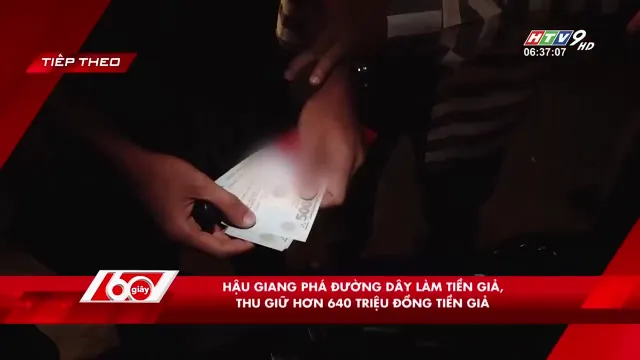 TIẾP THEO
HTV9 HD
06:37:07
500
60 giây
HẬU GIANG PHÁ ĐƯỜNG DÂY LÀM TIỀN GIẢ,
THU GIỮ HƠN 640 TRIỆU ĐỒNG TIỀN GIẢ